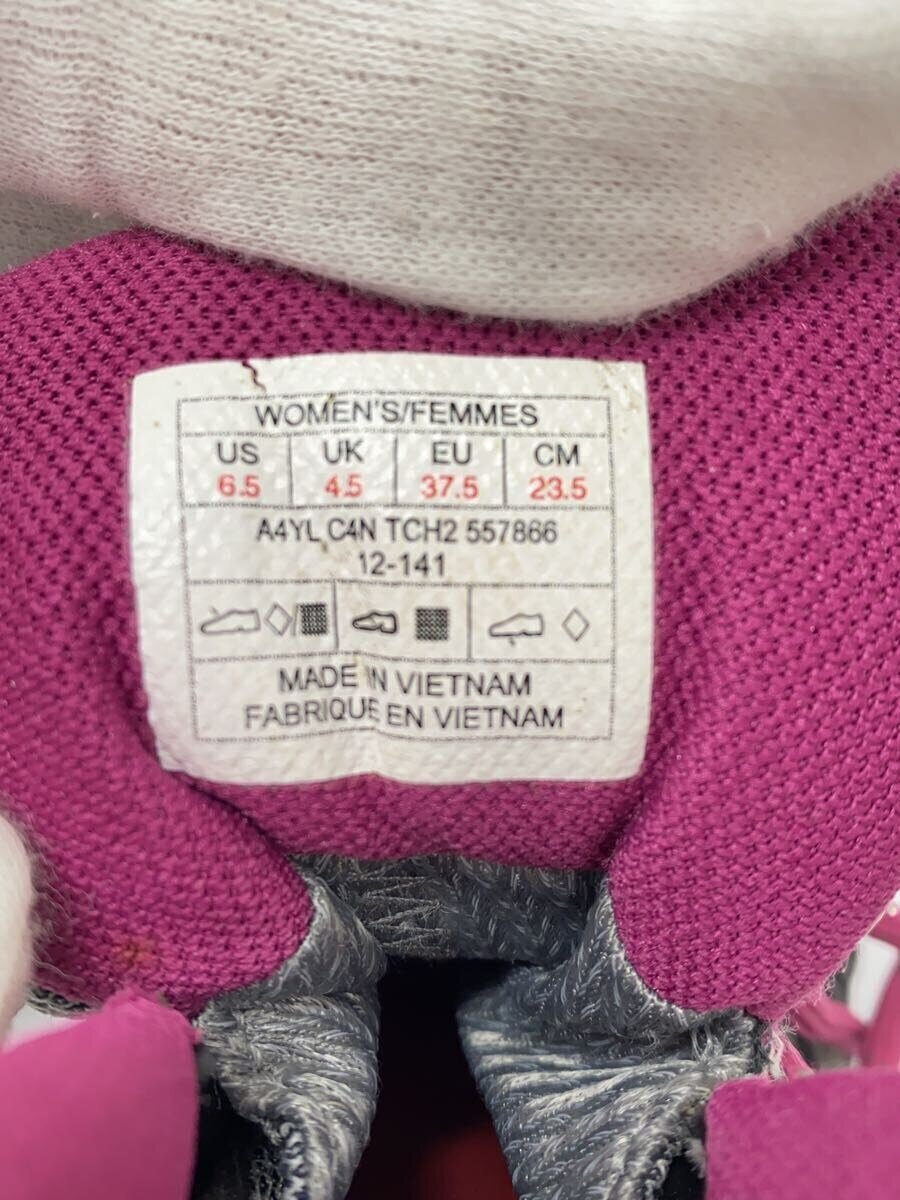 WOMEN'S/FEMMES
US UK EU CM
6.5 4.5 37.5 23.5
A4YL C4N TCH2 557866
12-141
MADE IN VIETNAM
FABRIQUE EN VIETNAM